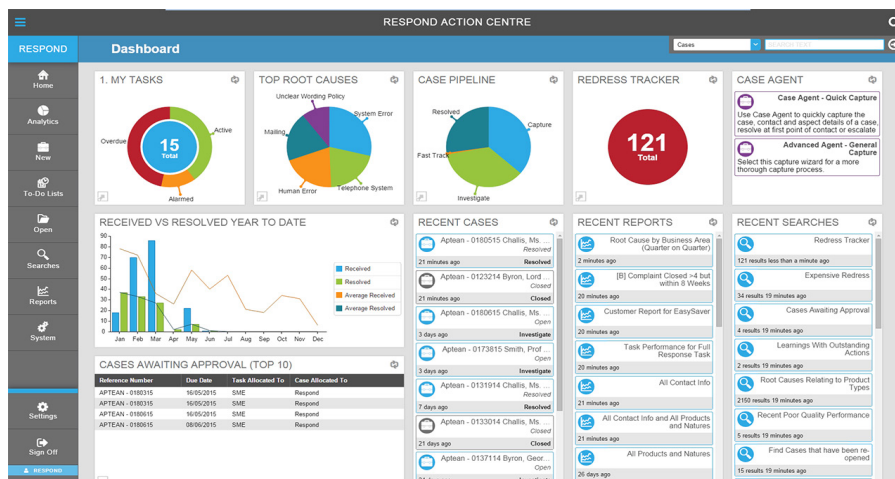 RESPOND ACTION CENTRE
RESPOND
Dashboard
Cases
SEARCH TEXT
Home
Analytics
New
To-Do Lists
Open
Searches
Reports
System
Settings
Sign Off
RESPOND
1. MY TASKS
Overdue
Active
15
Total
Alarmed
TOP ROOT CAUSES
Unclear Wording Policy
System Error
Mailing
Human Error
Telephone System
CASE PIPELINE
Resolved
Capture
Fast Track
Investigate
REDRESS TRACKER
121
Total
CASE AGENT
Case Agent - Quick Capture
Use Case Agent to quickly capture the
case, contact and aspect details of a case,
resolve at first point of contact or escalate
Advanced Agent - General
Capture
Select this capture wizard for a more
thorough capture process.
RECEIVED VS RESOLVED YEAR TO DATE
90
80
70
60
50
40
30
20
10
0
Jan Feb Mar Apr May Jun Jul Aug Sep Oct Nov Dec
Received
Resolved
Average Received
Average Resolved
CASES AWAITING APPROVAL (TOP 10)
Reference Number Due Date Task Allocated To Case Allocated To
APTEAN - 0180315 16/05/2015 SME Respond
APTEAN - 0180315 16/05/2015 SME Respond
APTEAN - 0180615 16/05/2015 SME Respond
APTEAN - 0180615 08/06/2015 SME Respond
RECENT CASES
Aptean - 0180515 Challis, Ms. ...
Resolved
21 minutes ago Resolved
Aptean - 0123214 Byron, Lord ...
Closed
21 minutes ago Closed
Aptean - 0180615 Challis, Ms. ...
Open
3 days ago Investigate
Aptean - 0173815 Smith, Prof ...
Open
3 days ago Investigate
Aptean - 0131914 Challis, Ms. ...
Resolved
7 days ago Resolved
Aptean - 0133014 Challis, Ms. ...
Closed
21 days ago Closed
Aptean - 0137114 Byron, Geor...
Open
RECENT REPORTS
Root Cause by Business Area
(Quarter on Quarter)
2 minutes ago
[B] Complaint Closed >4 but
within 8 Weeks
20 minutes ago
Customer Report for EasySaver
20 minutes ago
Task Performance for Full
Response Task
20 minutes ago
All Contact Info
21 minutes ago
All Contact Info and All Products
and Natures
21 minutes ago
All Products and Natures
26 days ago
RECENT SEARCHES
Redress Tracker
121 results less than a minute ago
Expensive Redress
34 results 19 minutes ago
Cases Awaiting Approval
4 results 19 minutes ago
Learnings With Outstanding
Actions
2 results 19 minutes ago
Root Causes Relating to Product
Types
2150 results 19 minutes ago
Recent Poor Quality Performance
5 results 19 minutes ago
Find Cases that have been re-
opened
15 results 19 minutes ago